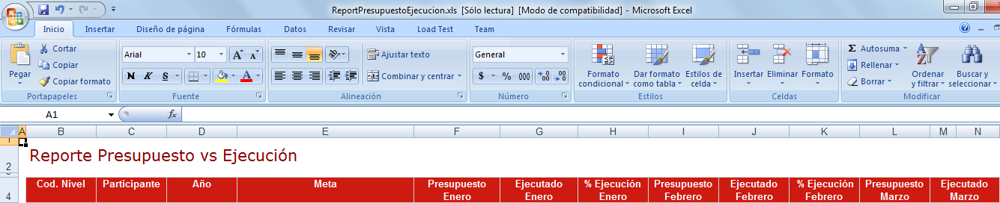 ReportPresupuestoEjecucion.xls [Sólo lectura] [Modo de compatibilidad] - Microsoft Excel
Inicio Insertar Diseño de página Fórmulas Datos Revisar Vista Load Test Team
Pegar
Cortar
Copiar
Copiar formato
Portapapeles
Arial 10
N K S
Fuente
Ajustar texto
Combinar y centrar
Alineación
General
$ % 000
Número
Formato condicional
Dar formato como tabla
Estilos de celda
Estilos
Insertar Eliminar Formato
Celdas
Autosuma
Rellenar
Borrar
Ordenar y filtrar
Buscar y seleccionar
Modificar
A1 fx
A B C D E F G H I J K L M N
1
2 Reporte Presupuesto vs Ejecución
3
4 Cod. Nivel Participante Año Meta Presupuesto Enero Ejecutado Enero % Ejecución Enero Presupuesto Febrero Ejecutado Febrero % Ejecución Febrero Presupuesto Marzo Ejecutado Marzo